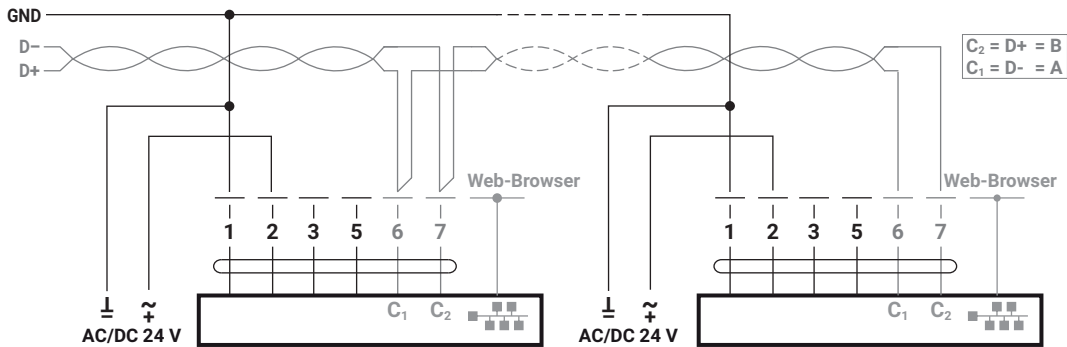 GND
D−
D+
C₂ = D+ = B
C₁ = D- = A
Web-Browser
Web-Browser
1 2 3 5 6 7
1 2 3 5 6 7
⊥ ~
= +
C₁ C₂
⊥ ~
= +
C₁ C₂
AC/DC 24 V
AC/DC 24 V